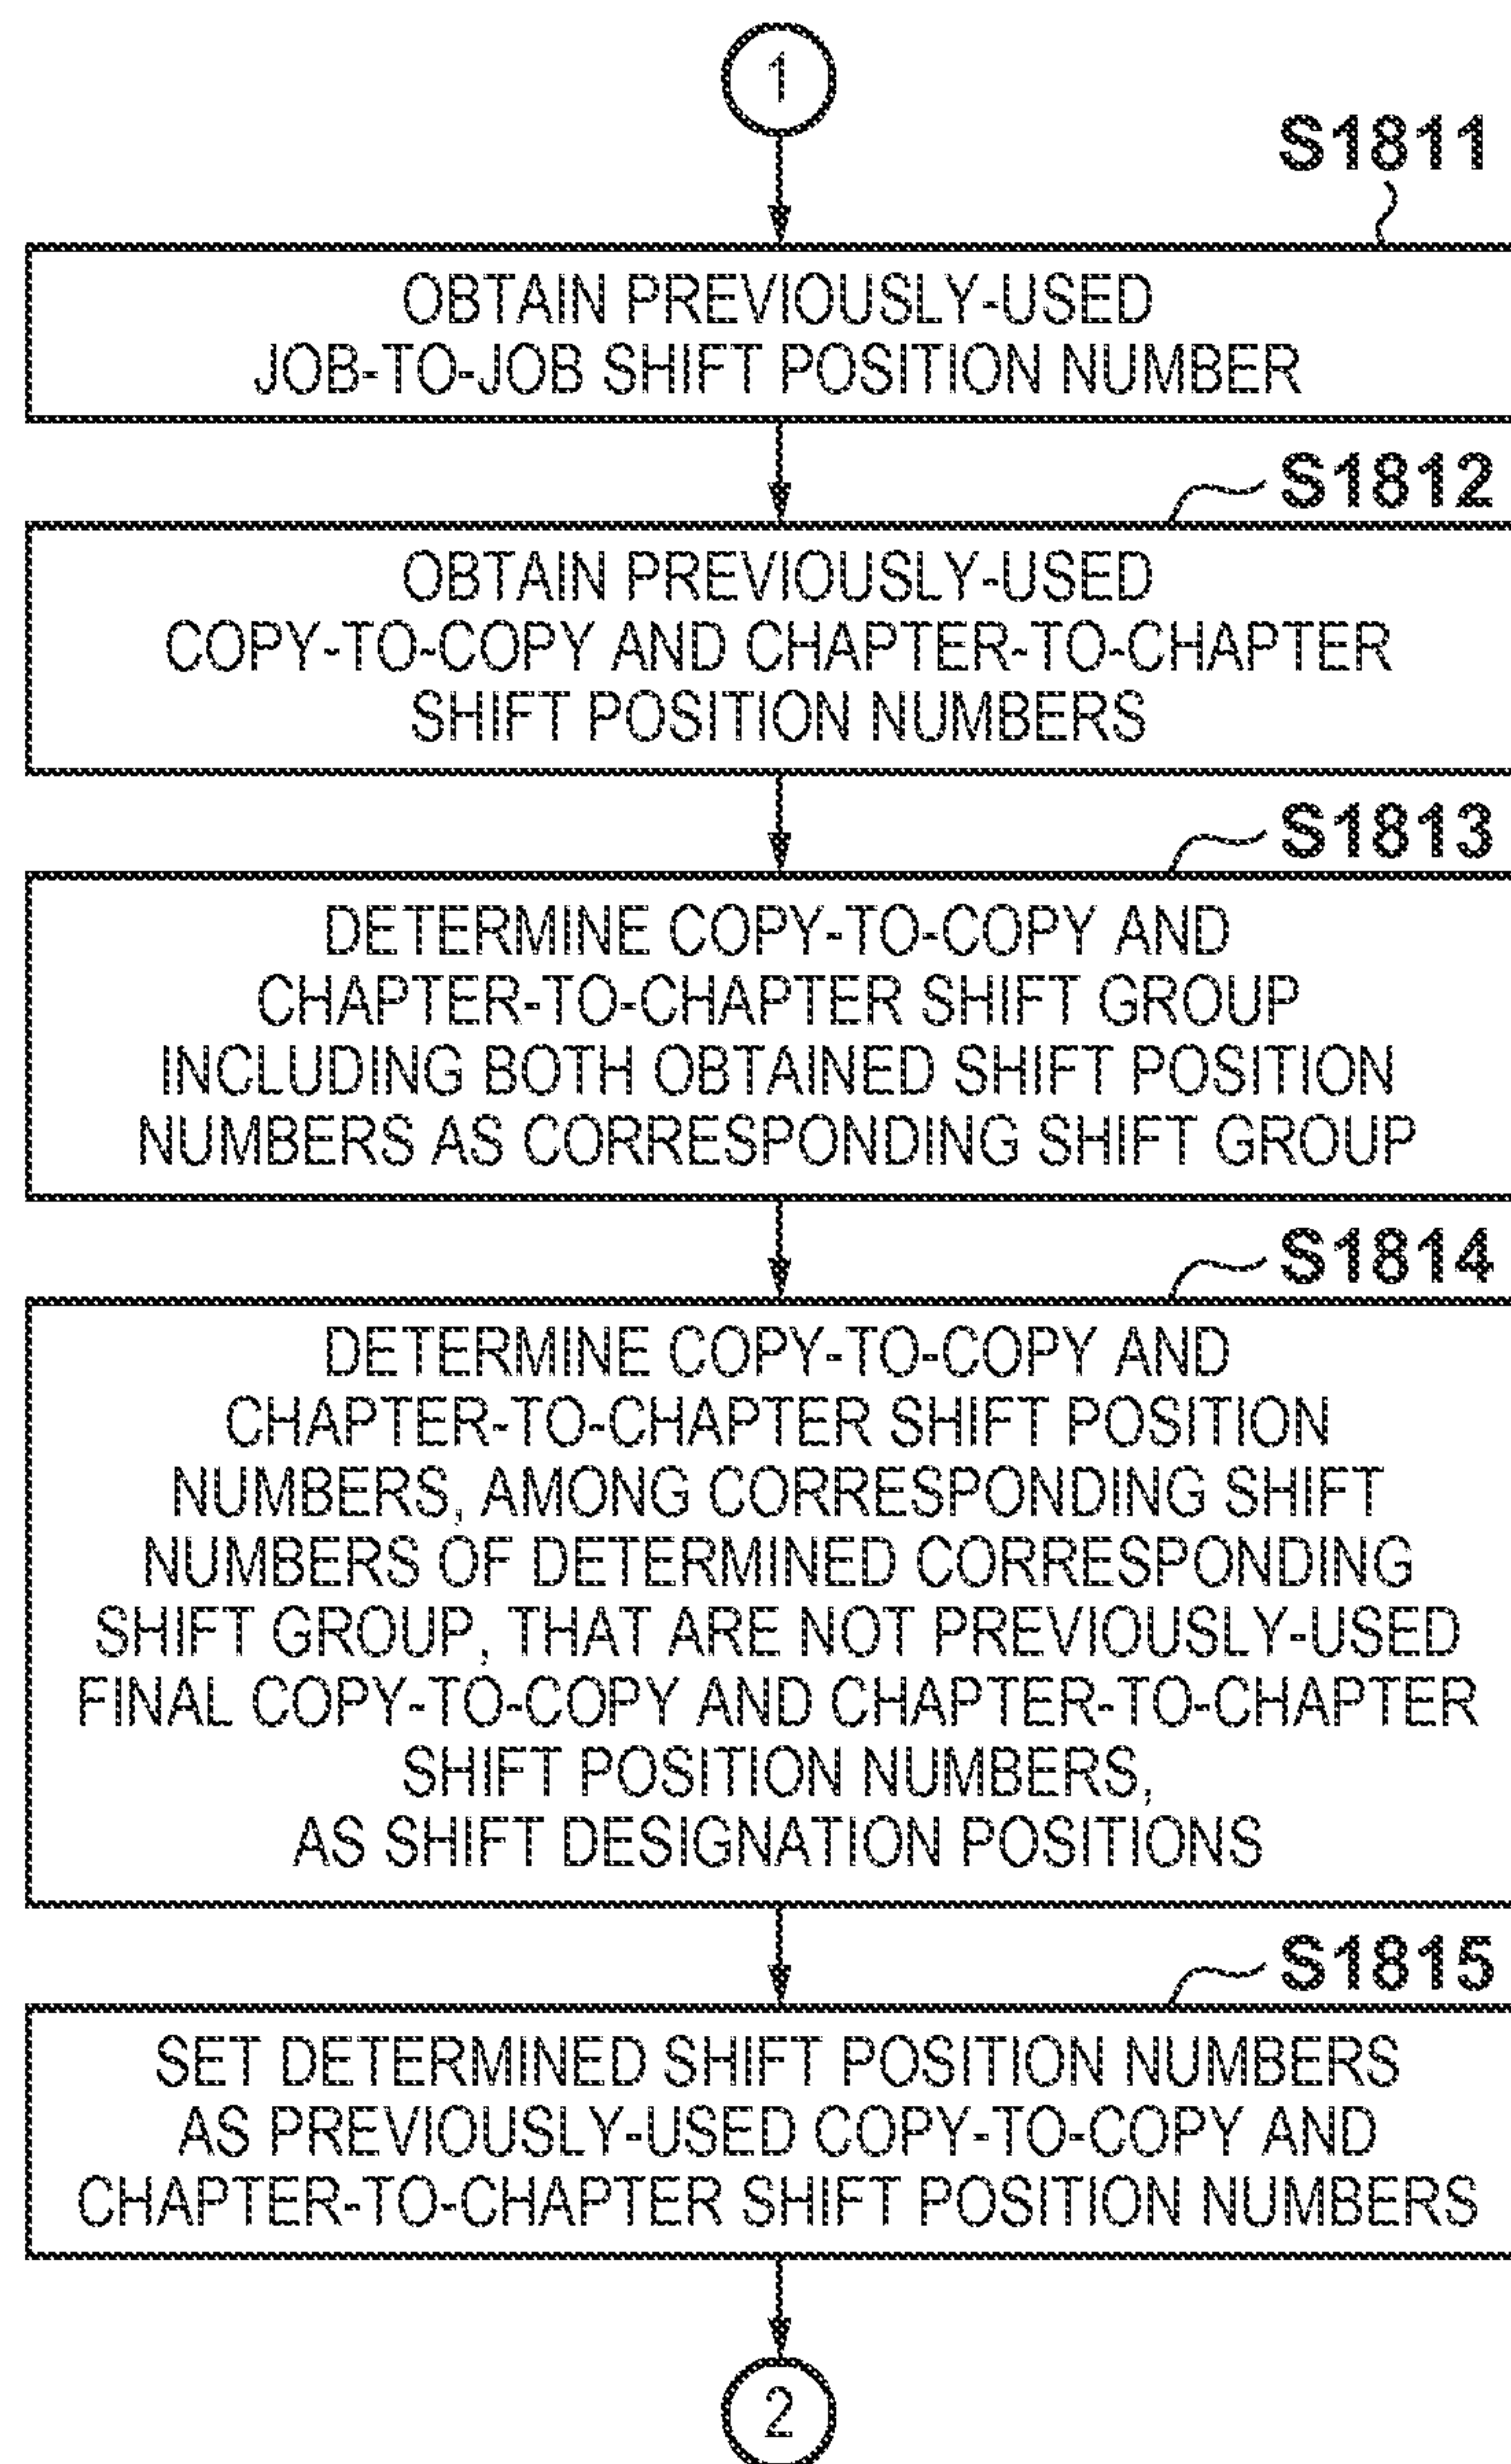 1
S1811
OBTAIN PREVIOUSLY-USED
JOB-TO-JOB SHIFT POSITION NUMBER
S1812
OBTAIN PREVIOUSLY-USED
COPY-TO-COPY AND CHAPTER-TO-CHAPTER
SHIFT POSITION NUMBERS
S1813
DETERMINE COPY-TO-COPY AND
CHAPTER-TO-CHAPTER SHIFT GROUP
INCLUDING BOTH OBTAINED SHIFT POSITION
NUMBERS AS CORRESPONDING SHIFT GROUP
S1814
DETERMINE COPY-TO-COPY AND
CHAPTER-TO-CHAPTER SHIFT POSITION
NUMBERS, AMONG CORRESPONDING SHIFT
NUMBERS OF DETERMINED CORRESPONDING
SHIFT GROUP, THAT ARE NOT PREVIOUSLY-USED
FINAL COPY-TO-COPY AND CHAPTER-TO-CHAPTER
SHIFT POSITION NUMBERS,
AS SHIFT DESIGNATION POSITIONS
S1815
SET DETERMINED SHIFT POSITION NUMBERS
AS PREVIOUSLY-USED COPY-TO-COPY AND
CHAPTER-TO-CHAPTER SHIFT POSITION NUMBERS
2